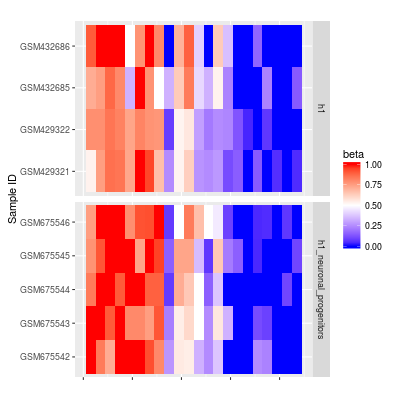 GSM432686
GSM432685
GSM429322
GSM429321
h1
GSM675546
GSM675545
GSM675544
GSM675543
GSM675542
h1_neuronal_progenitors
Sample ID
beta
1.00
0.75
0.50
0.25
0.00